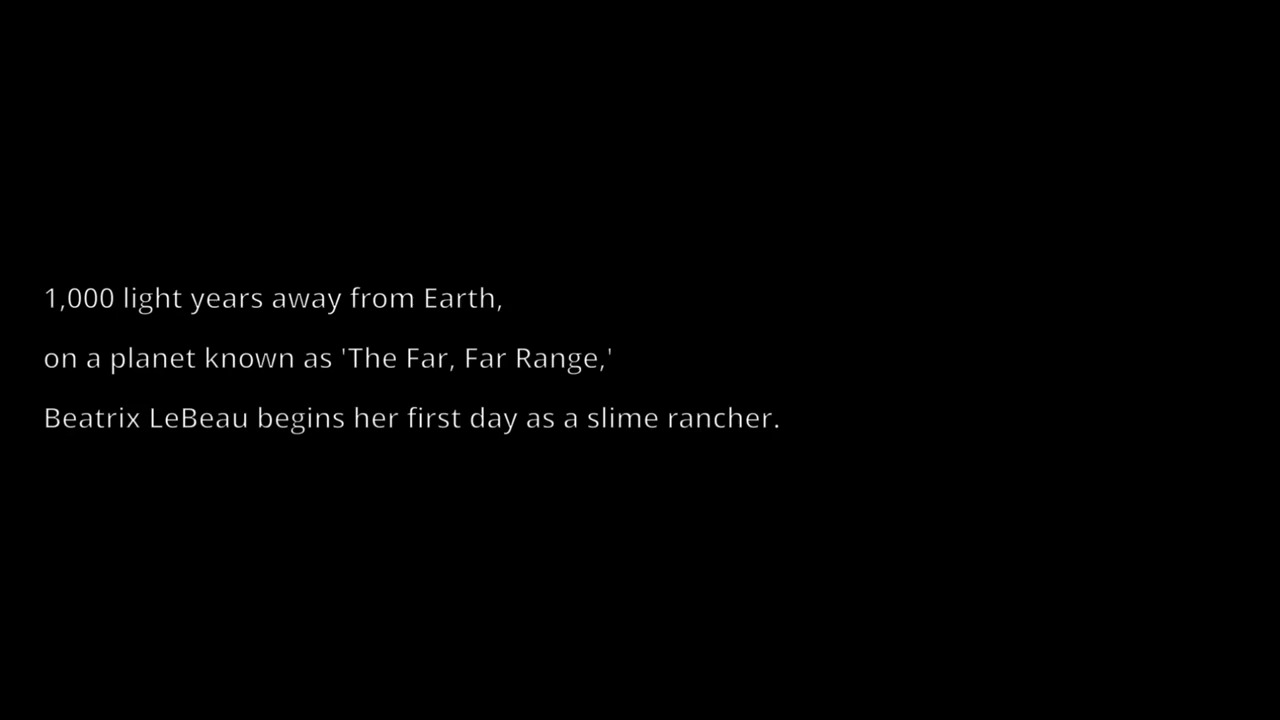 1,000 light years away from Earth,
on a planet known as 'The Far, Far Range,'
Beatrix LeBeau begins her first day as a slime rancher.